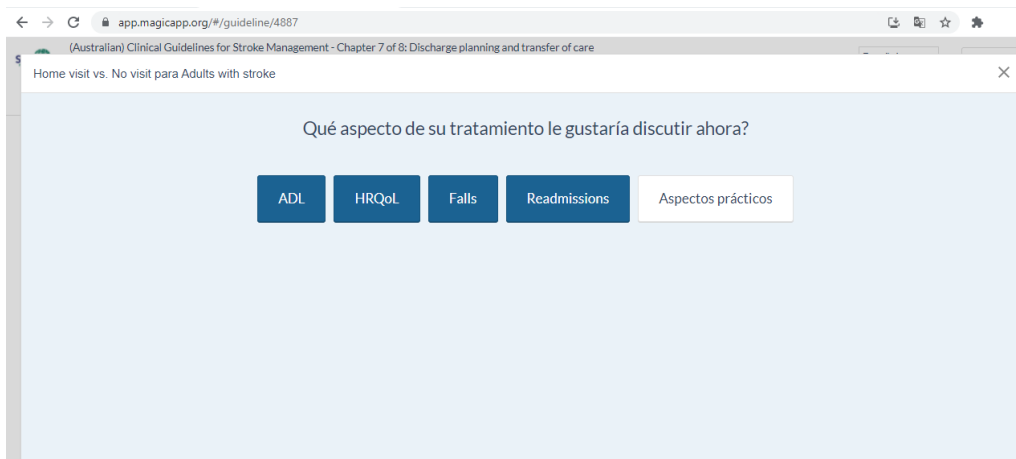 app.magicapp.org/#/guideline/4887
(Australian) Clinical Guidelines for Stroke Management - Chapter 7 of 8: Discharge planning and transfer of care
Home visit vs. No visit para Adults with stroke
Qué aspecto de su tratamiento le gustaría discutir ahora?
ADL
HRQoL
Falls
Readmissions
Aspectos prácticos